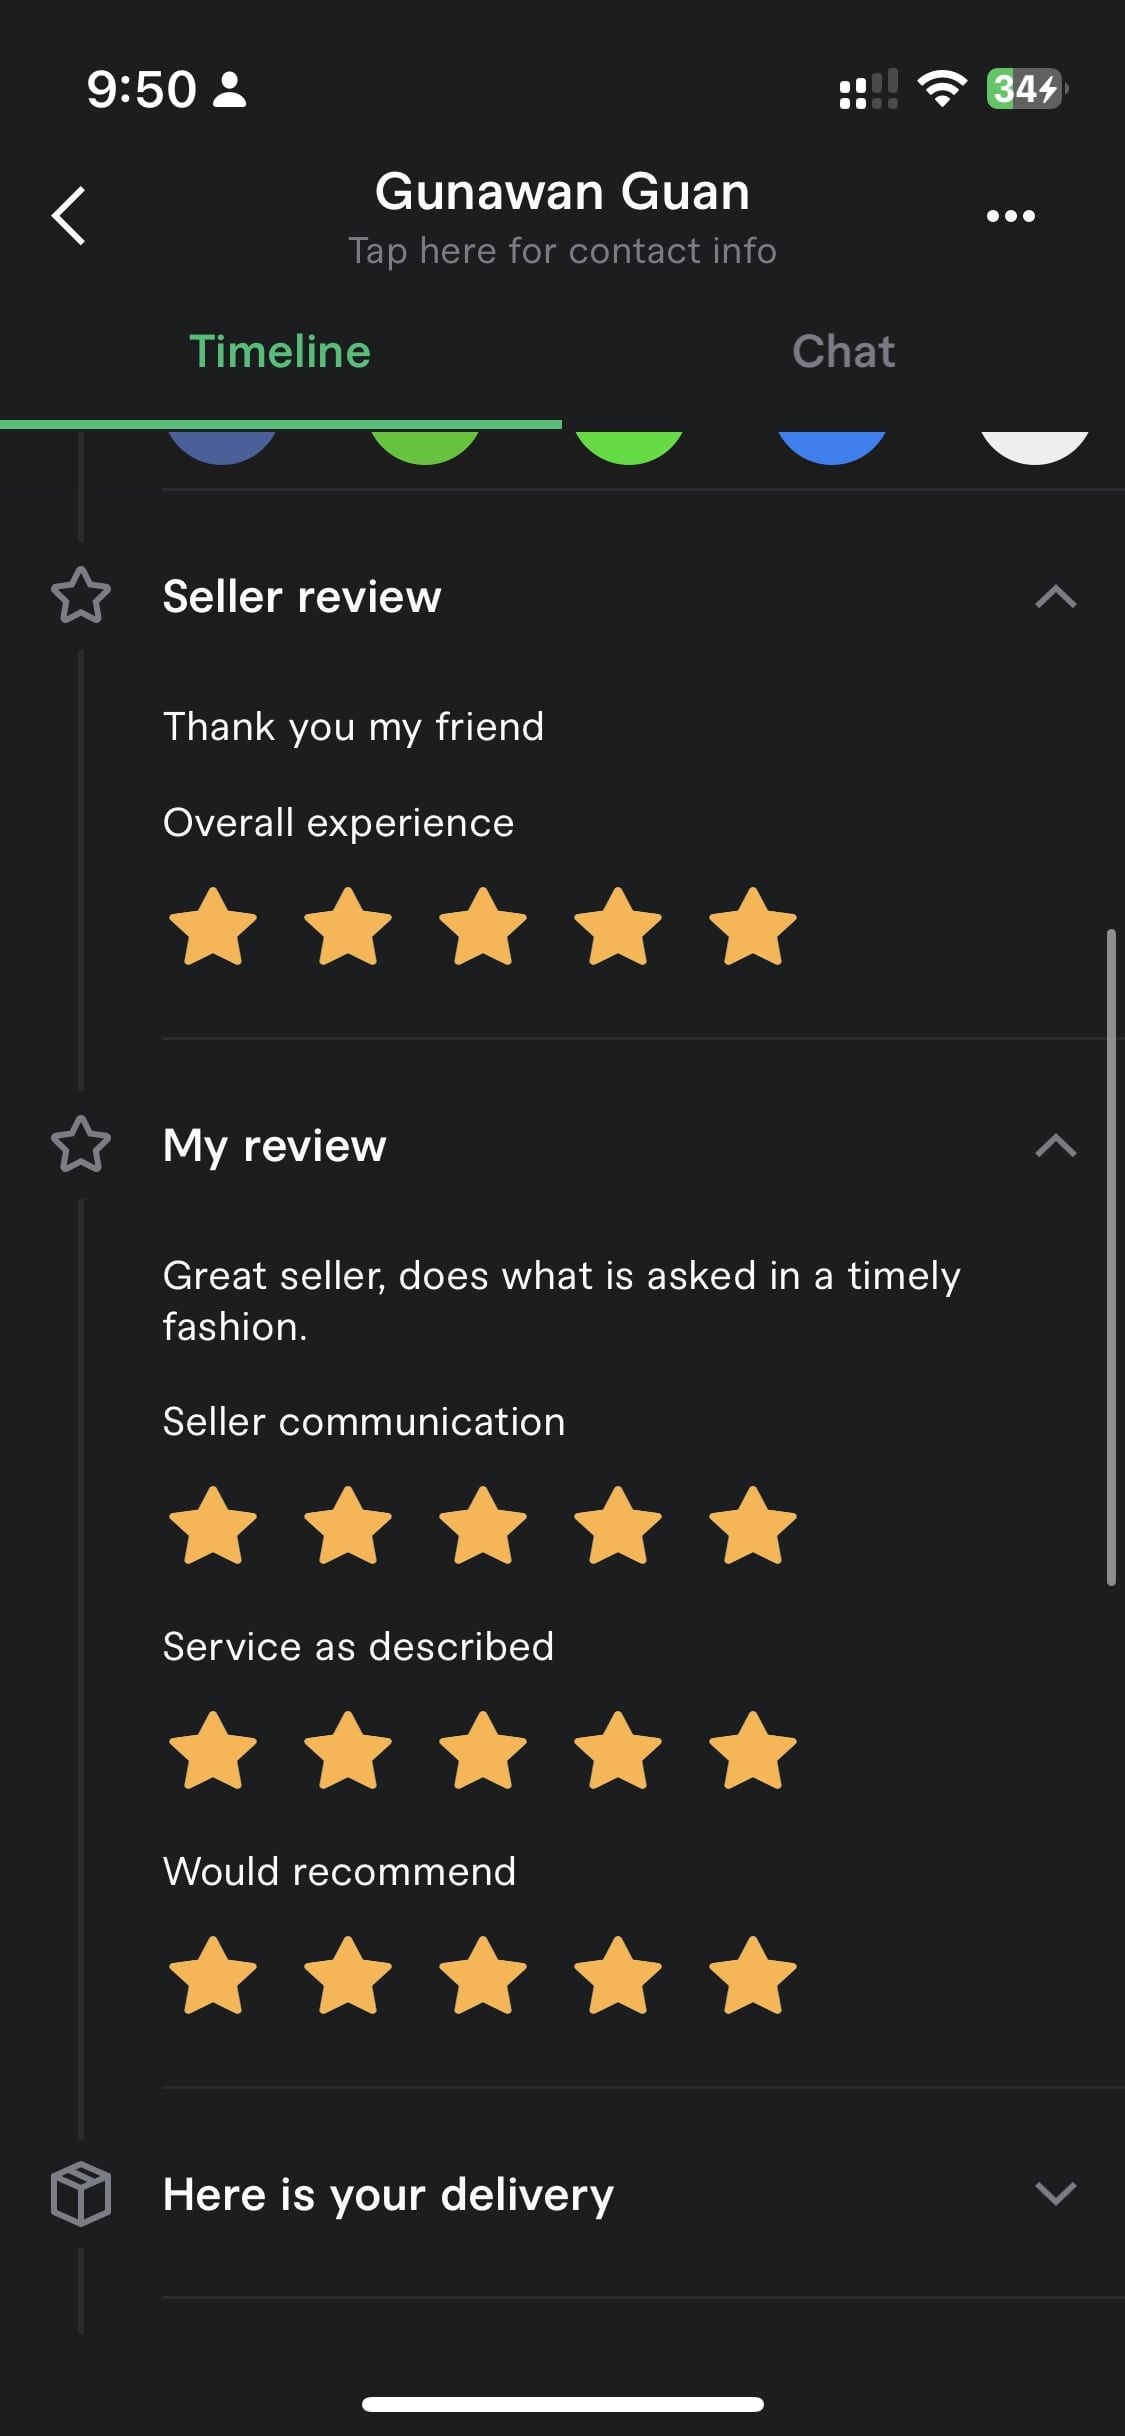 9:50
34
Gunawan Guan
Tap here for contact info
Timeline
Chat
Seller review
Thank you my friend
Overall experience
My review
Great seller, does what is asked in a timely
fashion.
Seller communication
Service as described
Would recommend
Here is your delivery